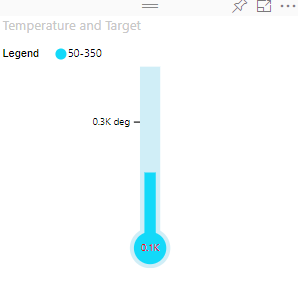 Temperature and Target
Legend 50-350
0.3K deg
0.1K